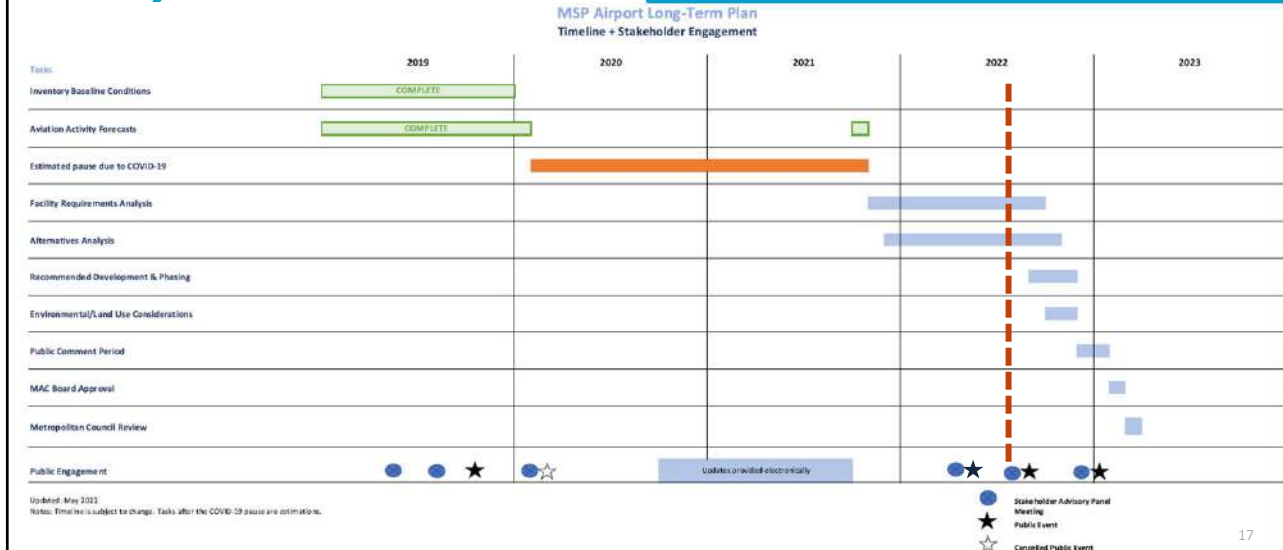 MSP Airport Long-Term Plan
Timeline + Stakeholder Engagement
Tasks
2019
2020
2021
2022
2023
Inventory Baseline Conditions
COMPLETE
Aviation Activity Forecasts
COMPLETE
Estimated pause due to COVID-19
Facility Requirements Analysis
Alternatives Analysis
Recommended Development & Phasing
Environmental/Land Use Considerations
Public Comment Period
MAC Board Approval
Metropolitan Council Review
Public Engagement
Updates provided electronically
Updated: May
Notes: Timeline is subject to change. Tasks after the COVID-19 pause are estimations.
Stakeholder Advisory Panel
Meeting
Public Event
Cancelled Public Event
17